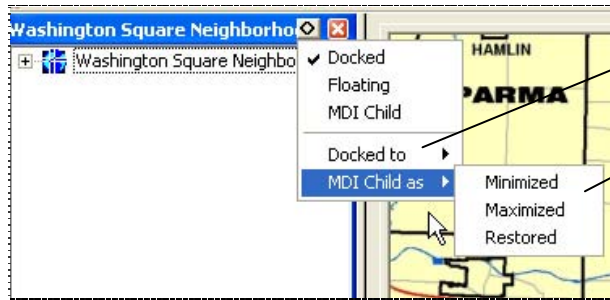 Washington Square Neighborho
Washington Square Neighbo
Docked
Floating
MDI Child
Docked to
MDI Child as
Minimized
Maximized
Restored
HAMLIN
PARMA